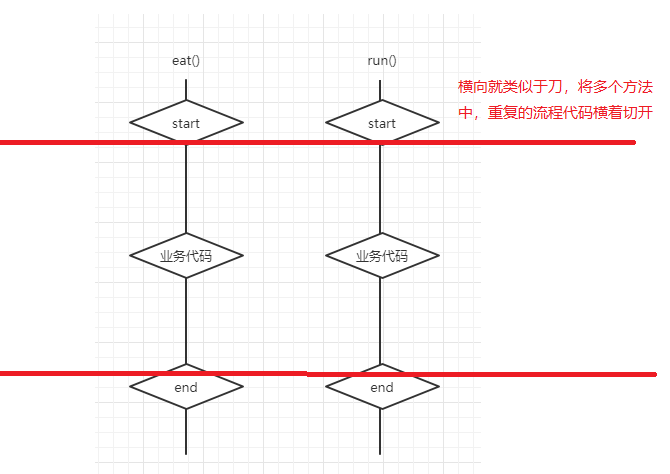 eat()
run()
横向就类似于刀，将多个方法
中，重复的流程代码横着切开
start
start
业务代码
业务代码
end
end